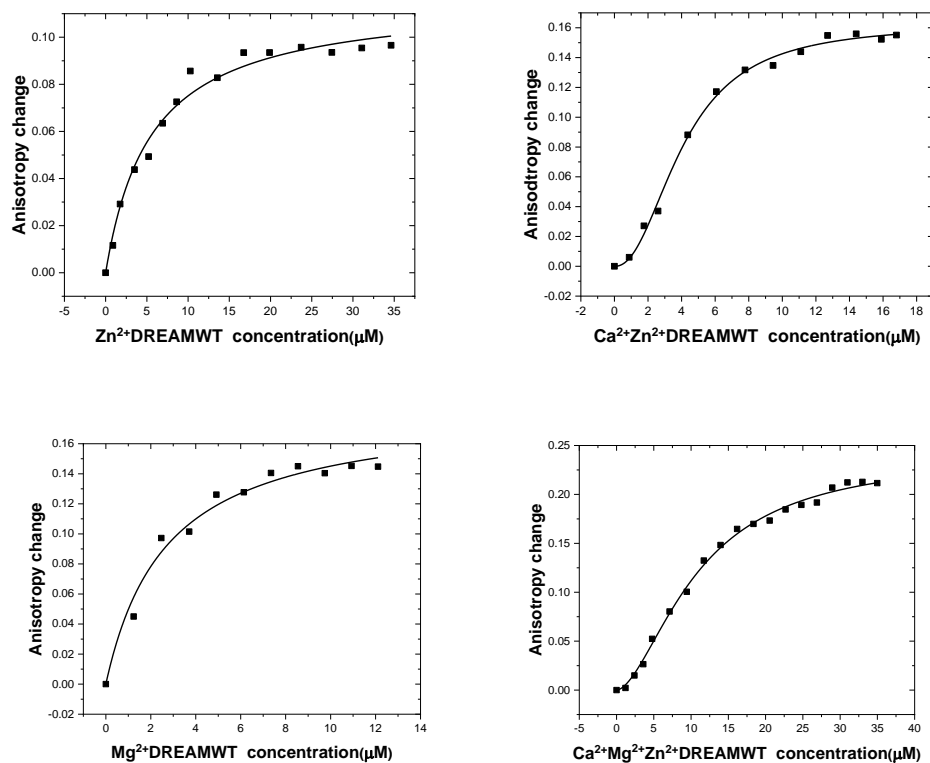 Anisotropy change
0.10
0.08
0.06
0.04
0.02
0.00
-5 0 5 10 15 20 25 30 35
Zn²⁺DREAMWT concentration(μM)
Anisodtropy change
0.16
0.14
0.12
0.10
0.08
0.06
0.04
0.02
0.00
-0.02
-2 0 2 4 6 8 10 12 14 16 18
Ca²⁺Zn²⁺DREAMWT concentration(μM)
Anisotropy change
0.16
0.14
0.12
0.10
0.08
0.06
0.04
0.02
0.00
-0.02
0 2 4 6 8 10 12 14
Mg²⁺DREAMWT concentration(μM)
Anisotropy change
0.25
0.20
0.15
0.10
0.05
0.00
-5 0 5 10 15 20 25 30 35 40
Ca²⁺Mg²⁺Zn²⁺DREAMWT concentration(μM)